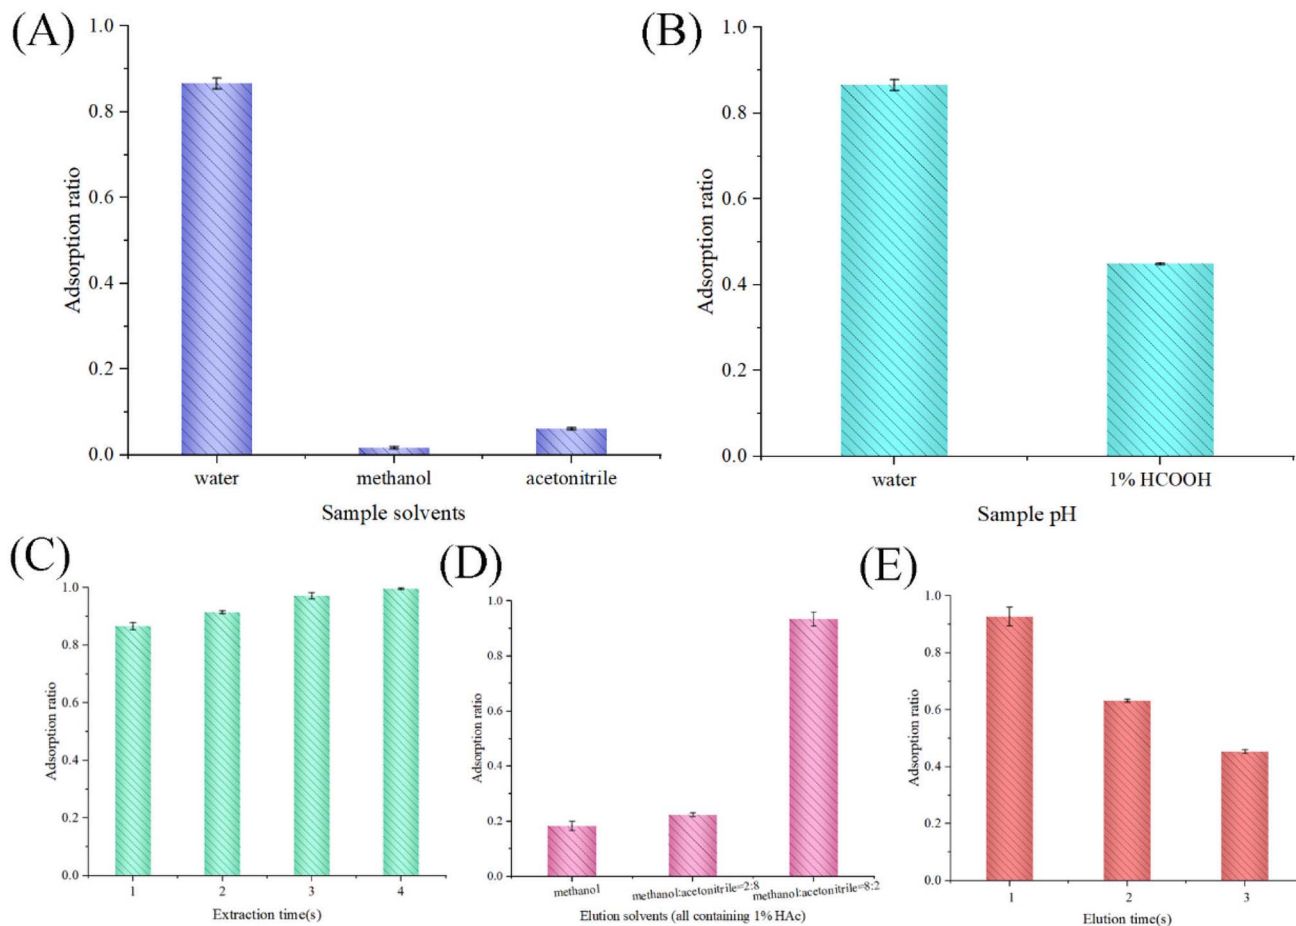 (A)
1.0
0.8
0.6
0.4
0.2
0.0
Adsorption ratio
water methanol acetonitrile
Sample solvents
(B)
1.0
0.8
0.6
0.4
0.2
0.0
Adsorption ratio
water 1% HCOOH
Sample pH
(C)
1.0
0.8
0.6
0.4
0.2
0.0
Adsorption ratio
1 2 3 4
Extraction time(s)
(D)
1.0
0.8
0.6
0.4
0.2
0.0
Adsorption ratio
methanol methanol:acetonitrile=2:8 methanol:acetonitrile=8:2
Elution solvents (all containing 1% HAc)
(E)
1.0
0.8
0.6
0.4
0.2
0.0
Adsorption ratio
1 2 3
Elution time(s)